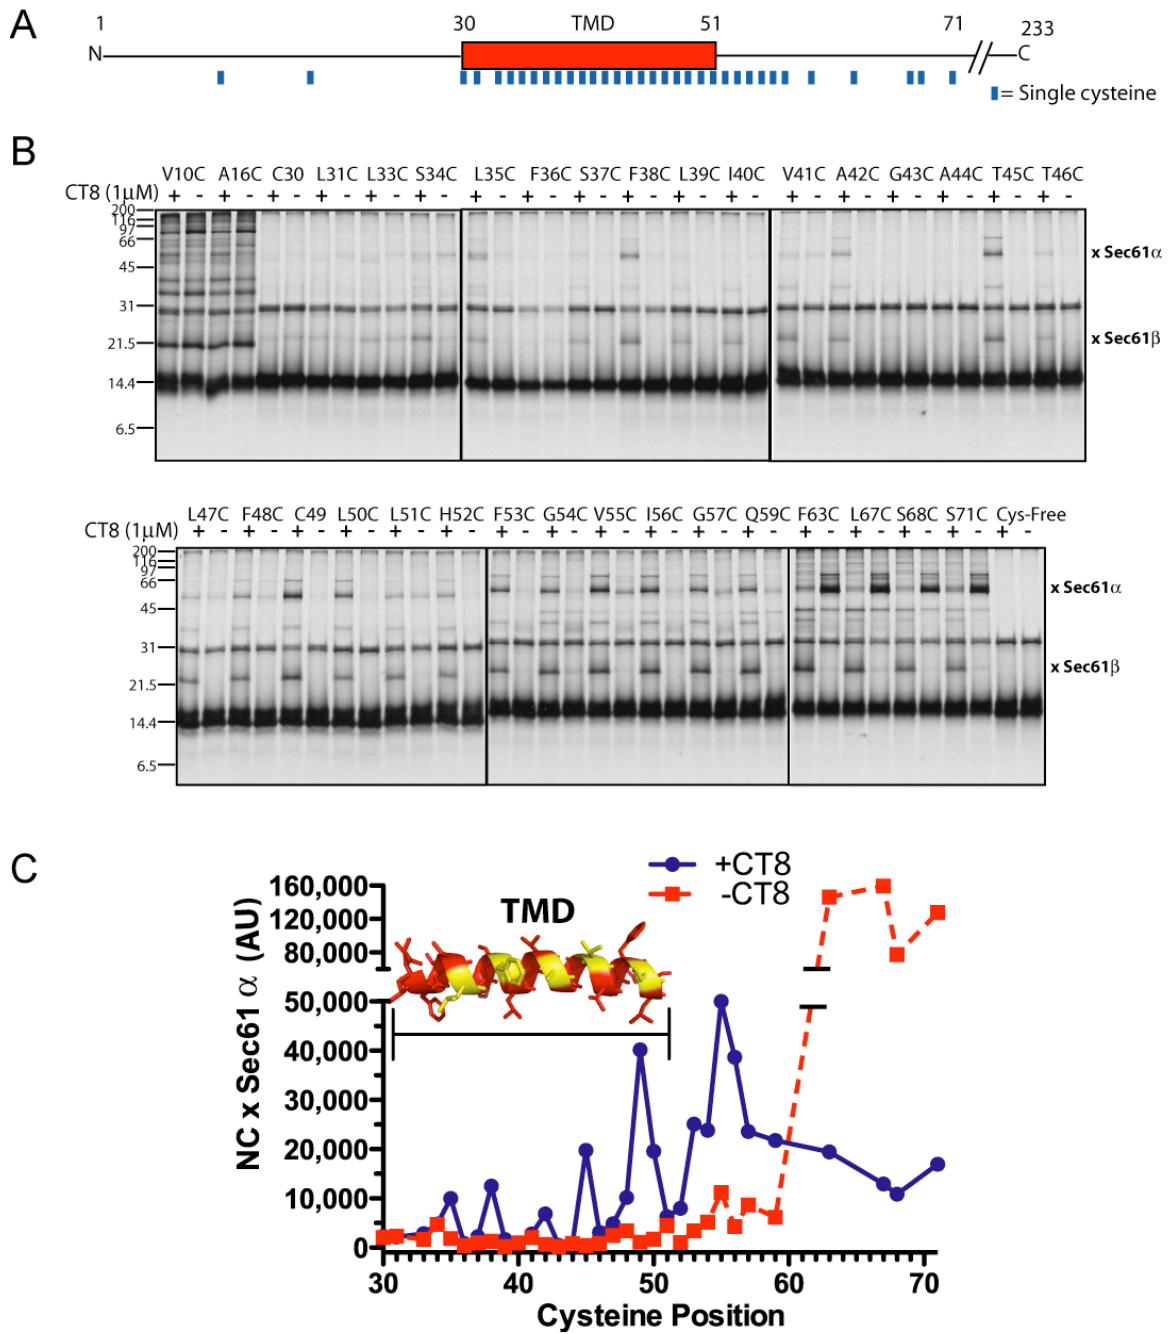 A
1 30 TMD 51 71 233
N C
= Single cysteine
B
V10C A16C C30 L31C L33C S34C L35C F36C S37C F38C L39C I40C V41C A42C G43C A44C T45C T46C
CT8 (1μM) + - + - + - + - + - + - + - + - + - + - + - + - + - + - + - + - + - + -
200
116
97
66
45
31
21.5
14.4
6.5
x Sec61α
x Sec61β
L47C F48C C49 L50C L51C H52C F53C G54C V55C I56C G57C Q59C F63C L67C S68C S71C Cys-Free
CT8 (1μM) + - + - + - + - + - + - + - + - + - + - + - + - + - + - + - + - + -
200
116
97
66
45
31
21.5
14.4
6.5
x Sec61α
x Sec61β
C
+CT8
-CT8
TMD
NC x Sec61 α (AU)
160,000
120,000
80,000
50,000
40,000
30,000
20,000
10,000
0
30 40 50 60 70
Cysteine Position